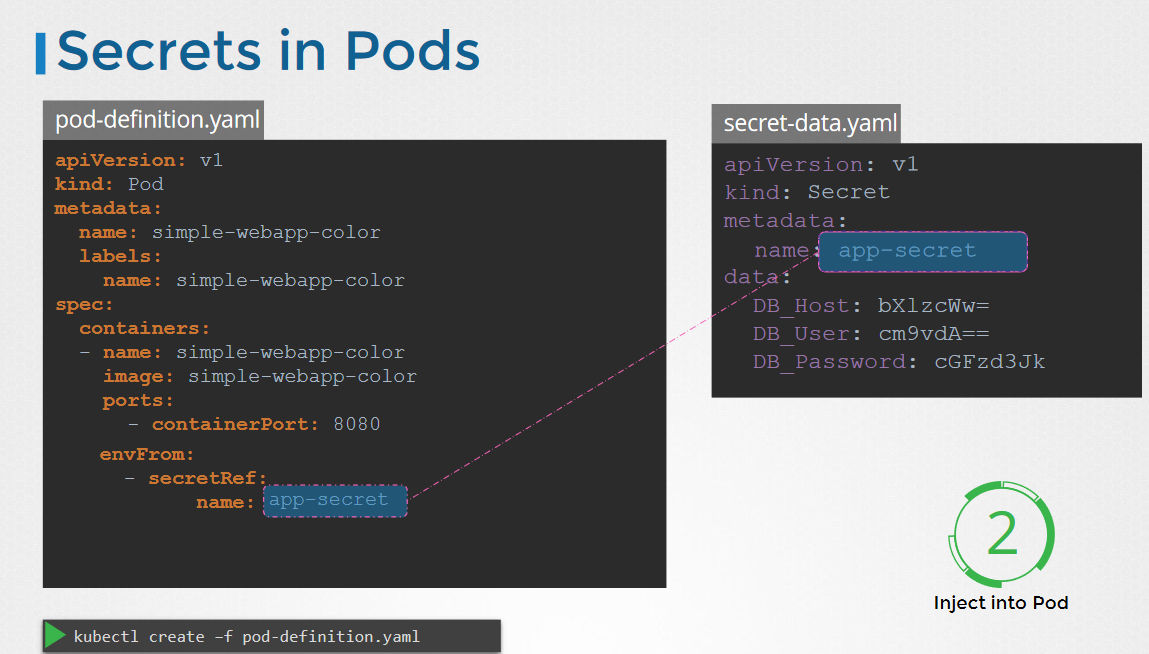 Secrets in Pods
pod-definition.yaml
apiVersion: v1
kind: Pod
metadata:
  name: simple-webapp-color
  labels:
    name: simple-webapp-color
spec:
  containers:
  - name: simple-webapp-color
    image: simple-webapp-color
    ports:
      - containerPort: 8080
    envFrom:
      - secretRef:
            name: app-secret
secret-data.yaml
apiVersion: v1
kind: Secret
metadata:
  name: app-secret
data:
  DB_Host: bXlzcWw=
  DB_User: cm9vdA==
  DB_Password: cGFzd3Jk
2
Inject into Pod
kubectl create –f pod-definition.yaml